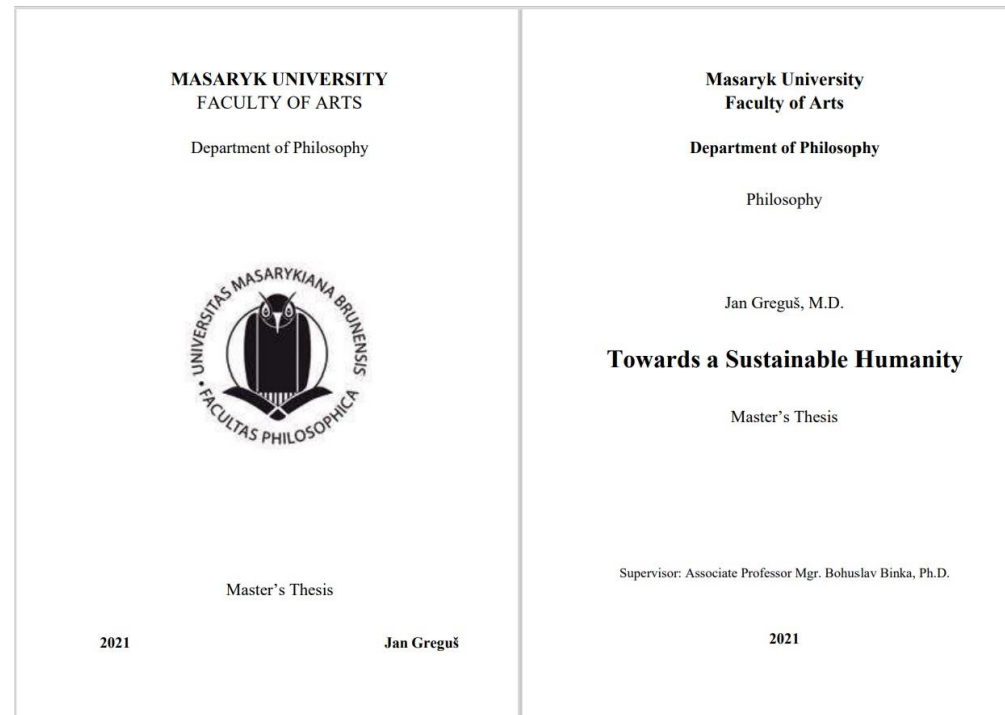 MASARYK UNIVERSITY
FACULTY OF ARTS
Department of Philosophy
UNIVERSITAS MASARYKIANA BRUNENSIS
• FACULTAS PHILOSOPHICA
Master's Thesis
2021 Jan Greguš
Masaryk University
Faculty of Arts
Department of Philosophy
Philosophy
Jan Greguš, M.D.
Towards a Sustainable Humanity
Master's Thesis
Supervisor: Associate Professor Mgr. Bohuslav Binka, Ph.D.
2021